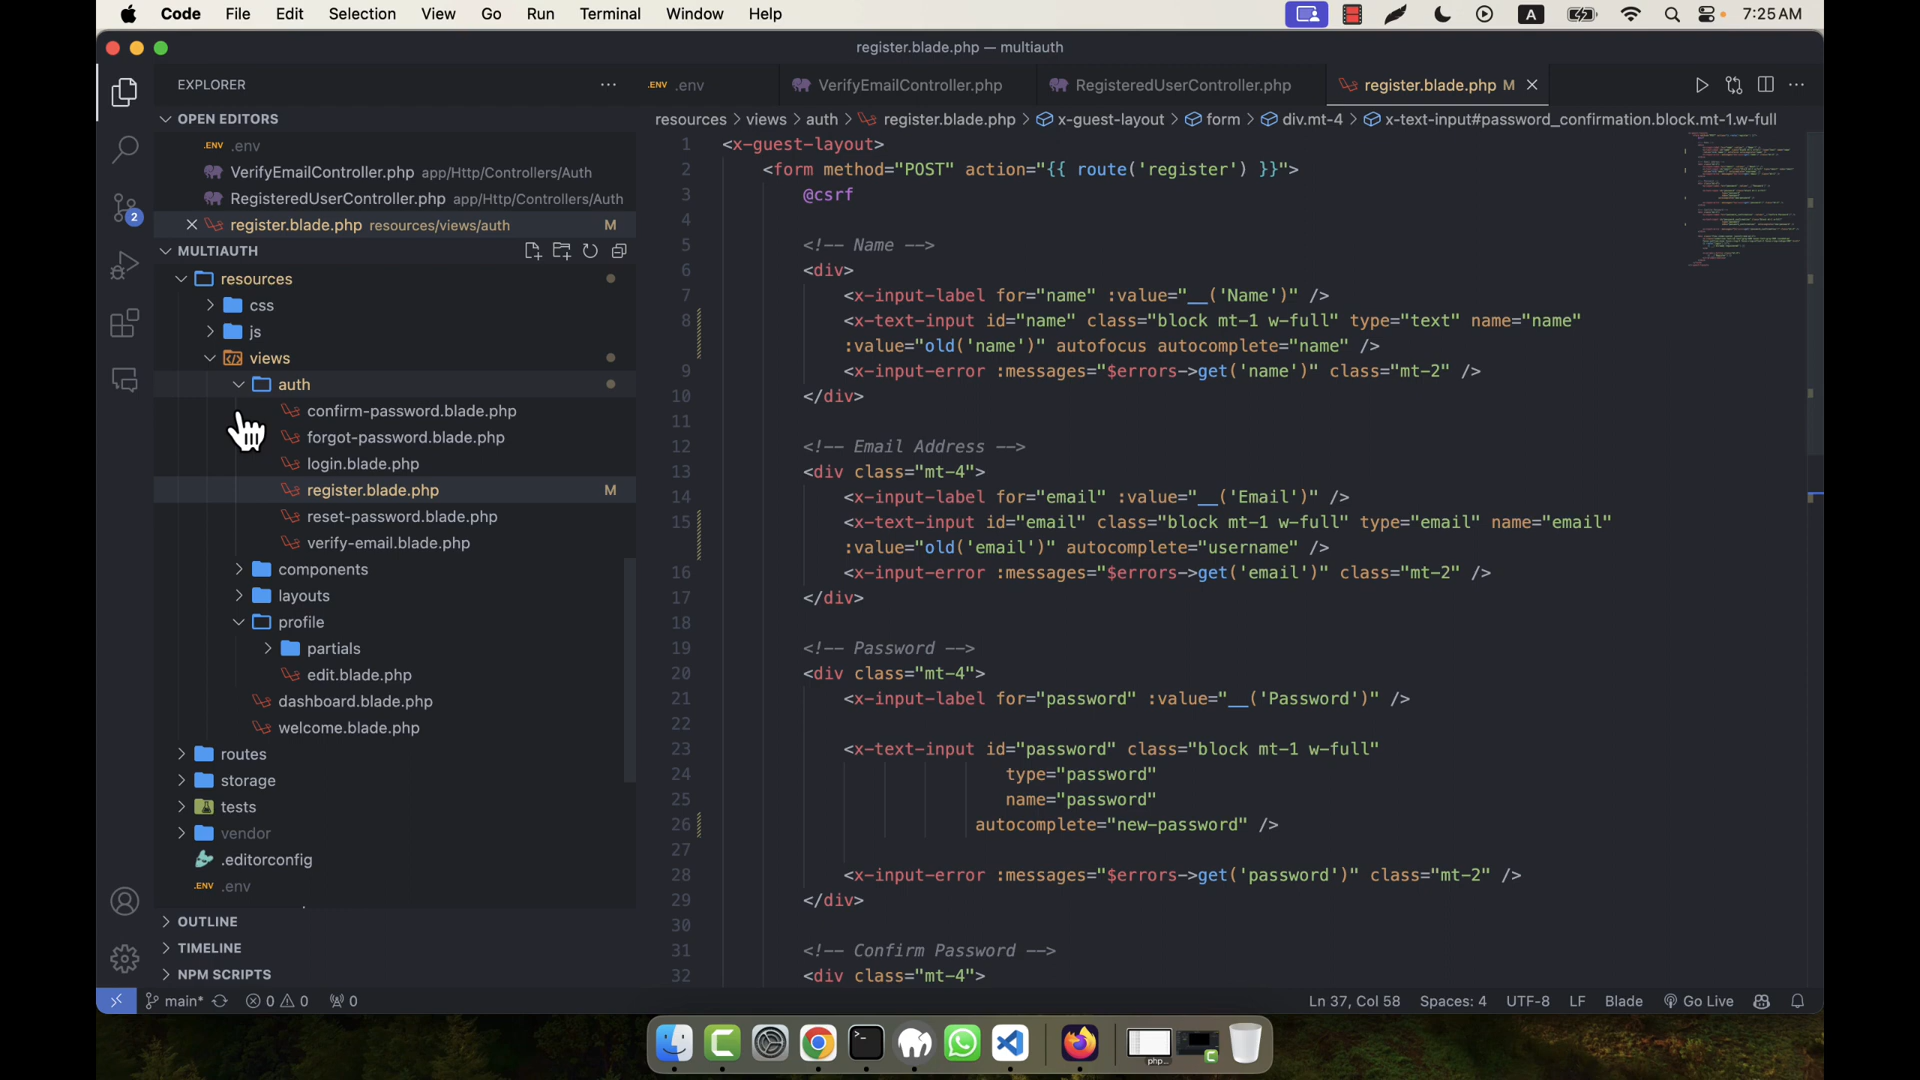 Code File Edit Selection View Go Run Terminal Window Help A 7:25 AM
register.blade.php — multiauth
EXPLORER
.ENV .env VerifyEmailController.php RegisteredUserController.php register.blade.php M
OPEN EDITORS
.ENV .env
VerifyEmailController.php app/Http/Controllers/Auth
RegisteredUserController.php app/Http/Controllers/Auth
register.blade.php resources/views/auth M
MULTIAUTH
resources
css
js
views
auth
confirm-password.blade.php
forgot-password.blade.php
login.blade.php
register.blade.php M
reset-password.blade.php
verify-email.blade.php
components
layouts
profile
partials
edit.blade.php
dashboard.blade.php
welcome.blade.php
routes
storage
tests
vendor
.editorconfig
.ENV .env
OUTLINE
TIMELINE
NPM SCRIPTS
2
resources > views > auth > register.blade.php > x-guest-layout > form > div.mt-4 > x-text-input#password_confirmation.block.mt-1.w-full
1 <x-guest-layout>
2 <form method="POST" action="{{ route('register') }}">
3 @csrf
4
5 <!-- Name -->
6 <div>
7 <x-input-label for="name" :value="__('Name')" />
8 <x-text-input id="name" class="block mt-1 w-full" type="text" name="name"
:value="old('name')" autofocus autocomplete="name" />
9 <x-input-error :messages="$errors->get('name')" class="mt-2" />
10 </div>
11
12 <!-- Email Address -->
13 <div class="mt-4">
14 <x-input-label for="email" :value="__('Email')" />
15 <x-text-input id="email" class="block mt-1 w-full" type="email" name="email"
:value="old('email')" autocomplete="username" />
16 <x-input-error :messages="$errors->get('email')" class="mt-2" />
17 </div>
18
19 <!-- Password -->
20 <div class="mt-4">
21 <x-input-label for="password" :value="__('Password')" />
22
23 <x-text-input id="password" class="block mt-1 w-full"
24 type="password"
25 name="password"
26 autocomplete="new-password" />
27
28 <x-input-error :messages="$errors->get('password')" class="mt-2" />
29 </div>
30
31 <!-- Confirm Password -->
32 <div class="mt-4">
main* 0 0 0 Ln 37, Col 58 Spaces: 4 UTF-8 LF Blade Go Live
php...